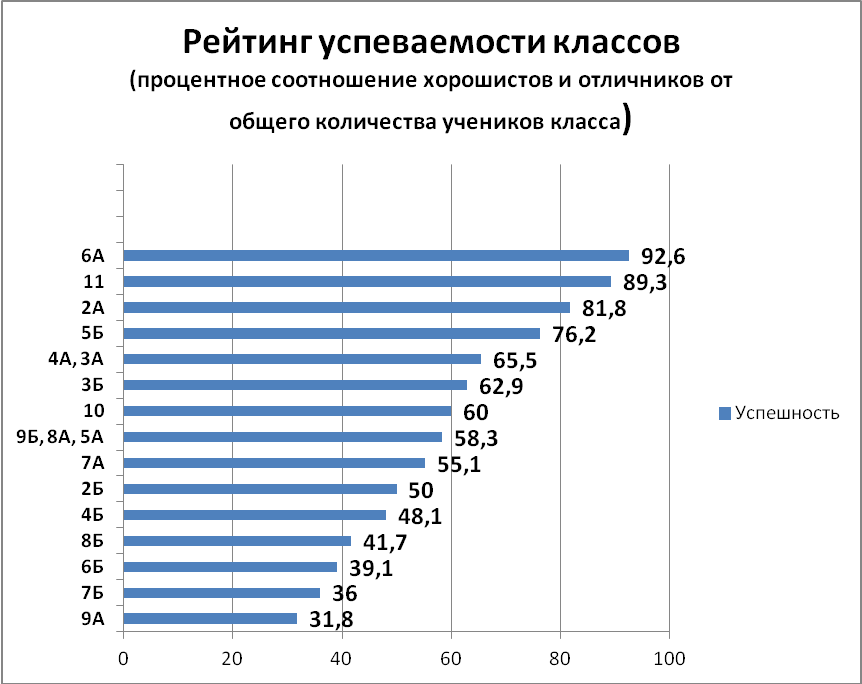 Рейтинг успеваемости классов
(процентное соотношение хорошистов и отличников от
общего количества учеников класса)
6А 92,6
11 89,3
2А 81,8
5Б 76,2
4А, 3А 65,5
3Б 62,9
10 60
9Б, 8А, 5А 58,3
7А 55,1
2Б 50
4Б 48,1
8Б 41,7
6Б 39,1
7Б 36
9А 31,8
0 20 40 60 80 100
Успешность